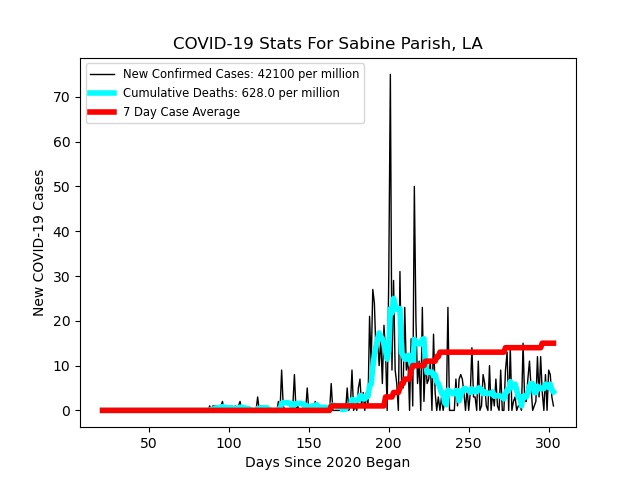 COVID-19 Stats For Sabine Parish, LA
New Confirmed Cases: 42100 per million
Cumulative Deaths: 628.0 per million
7 Day Case Average
New COVID-19 Cases
70
60
50
40
30
20
10
0
50 100 150 200 250 300
Days Since 2020 Began